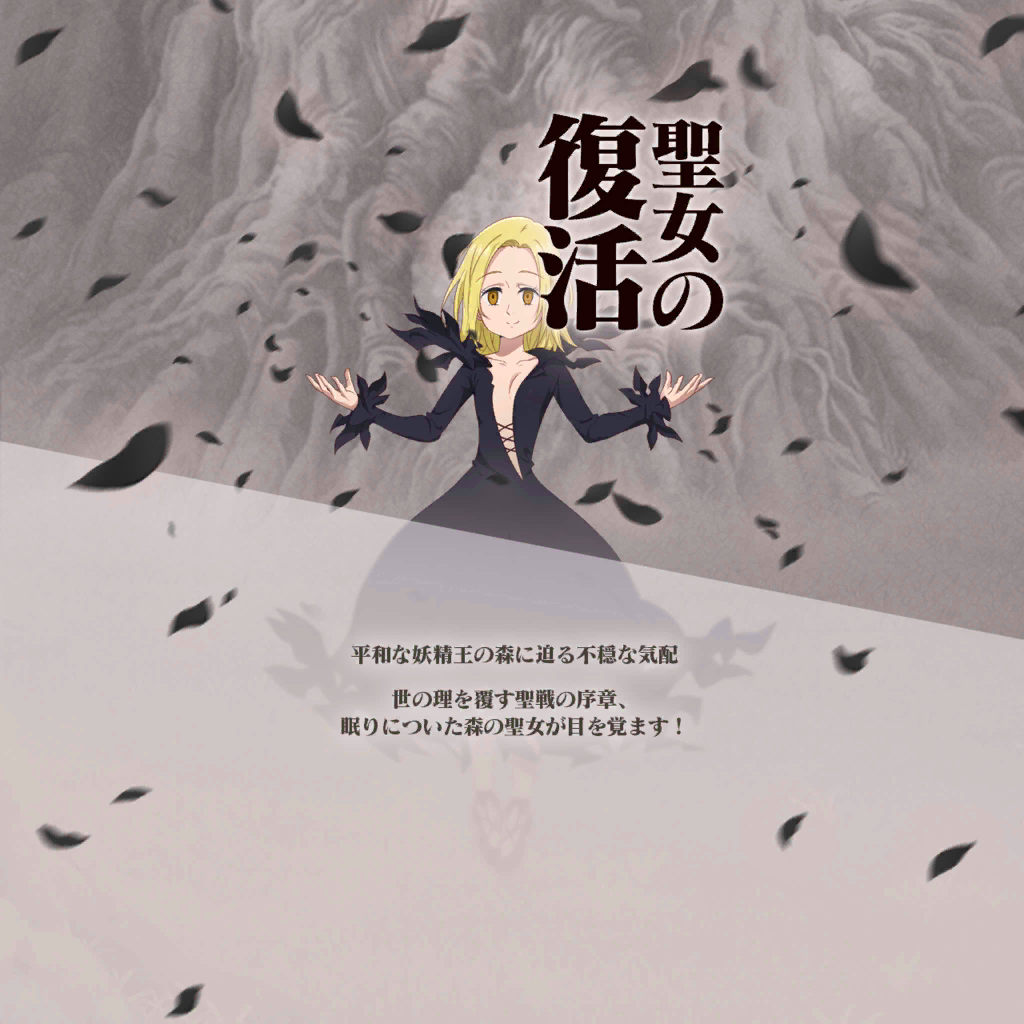 聖女の
復活
平和な妖精王の森に迫る不穏な気配
世の理を覆す聖戦の序章、
眠りについた森の聖女が目を覚ます！